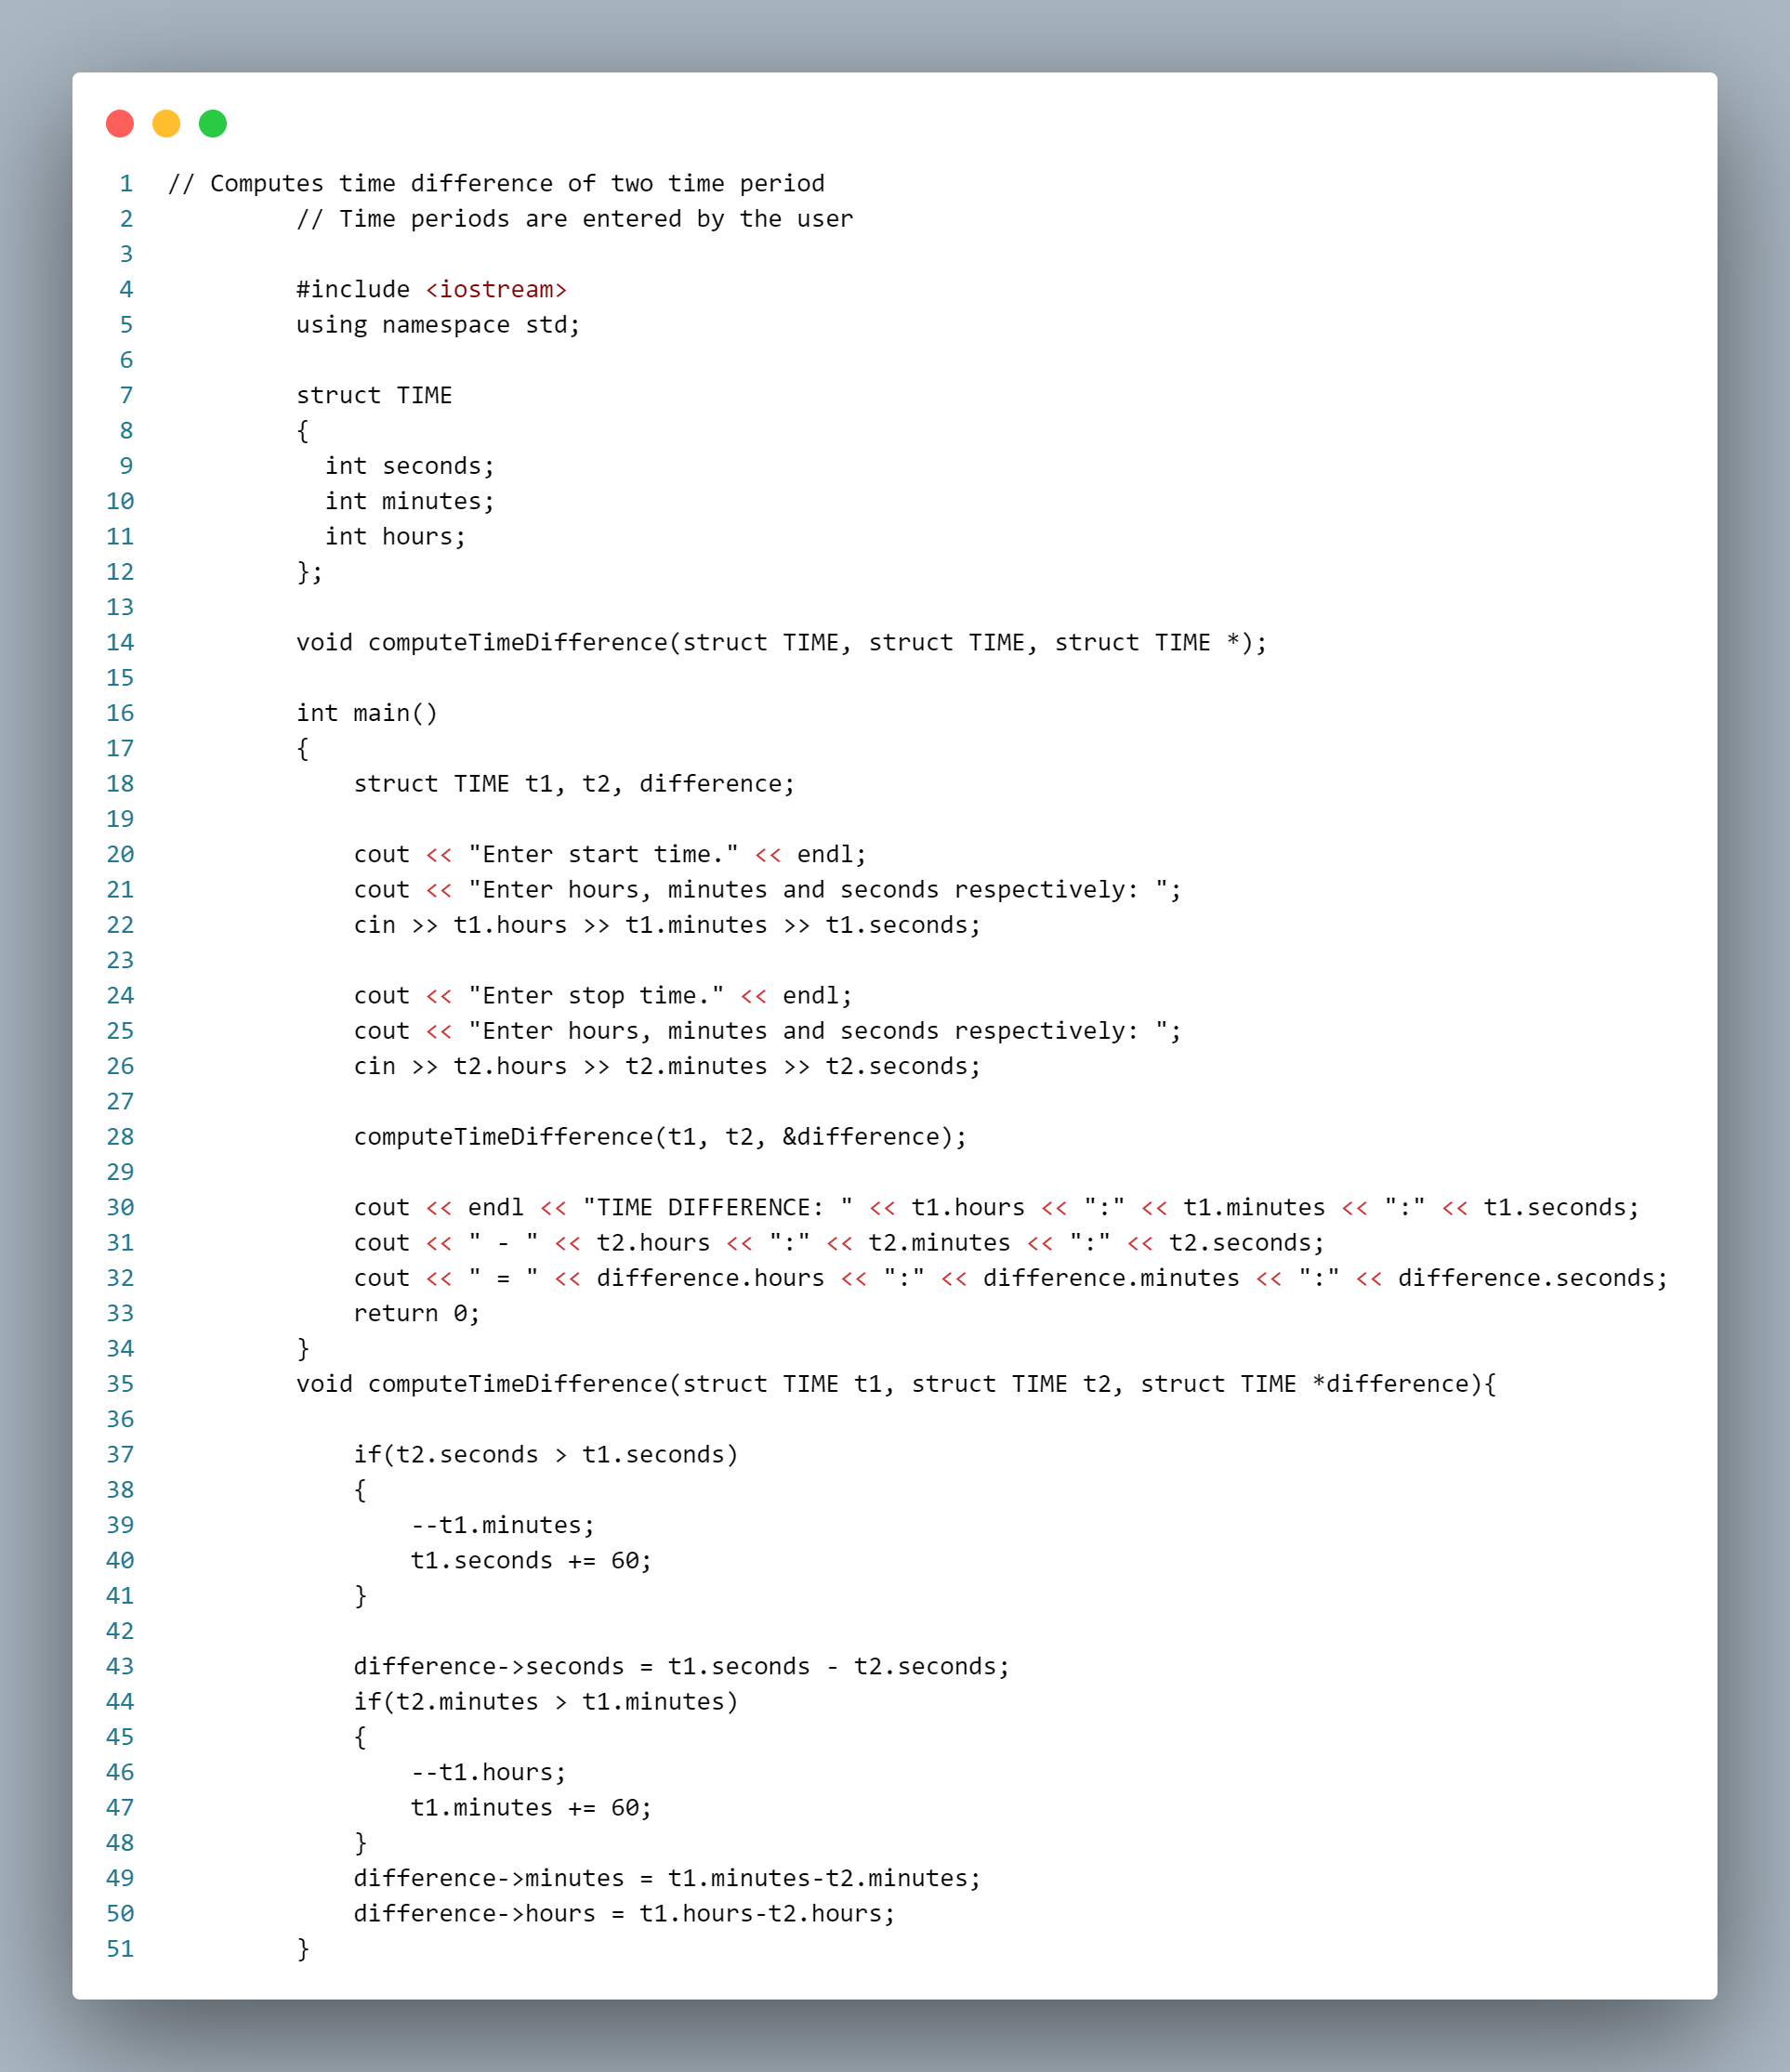 1 // Computes time difference of two time period
2 // Time periods are entered by the user
3
4 #include <iostream>
5 using namespace std;
6
7 struct TIME
8 {
9 int seconds;
10 int minutes;
11 int hours;
12 };
13
14 void computeTimeDifference(struct TIME, struct TIME, struct TIME *);
15
16 int main()
17 {
18 struct TIME t1, t2, difference;
19
20 cout << "Enter start time." << endl;
21 cout << "Enter hours, minutes and seconds respectively: ";
22 cin >> t1.hours >> t1.minutes >> t1.seconds;
23
24 cout << "Enter stop time." << endl;
25 cout << "Enter hours, minutes and seconds respectively: ";
26 cin >> t2.hours >> t2.minutes >> t2.seconds;
27
28 computeTimeDifference(t1, t2, &difference);
29
30 cout << endl << "TIME DIFFERENCE: " << t1.hours << ":" << t1.minutes << ":" << t1.seconds;
31 cout << " - " << t2.hours << ":" << t2.minutes << ":" << t2.seconds;
32 cout << " = " << difference.hours << ":" << difference.minutes << ":" << difference.seconds;
33 return 0;
34 }
35 void computeTimeDifference(struct TIME t1, struct TIME t2, struct TIME *difference){
36
37 if(t2.seconds > t1.seconds)
38 {
39 --t1.minutes;
40 t1.seconds += 60;
41 }
42
43 difference->seconds = t1.seconds - t2.seconds;
44 if(t2.minutes > t1.minutes)
45 {
46 --t1.hours;
47 t1.minutes += 60;
48 }
49 difference->minutes = t1.minutes-t2.minutes;
50 difference->hours = t1.hours-t2.hours;
51 }